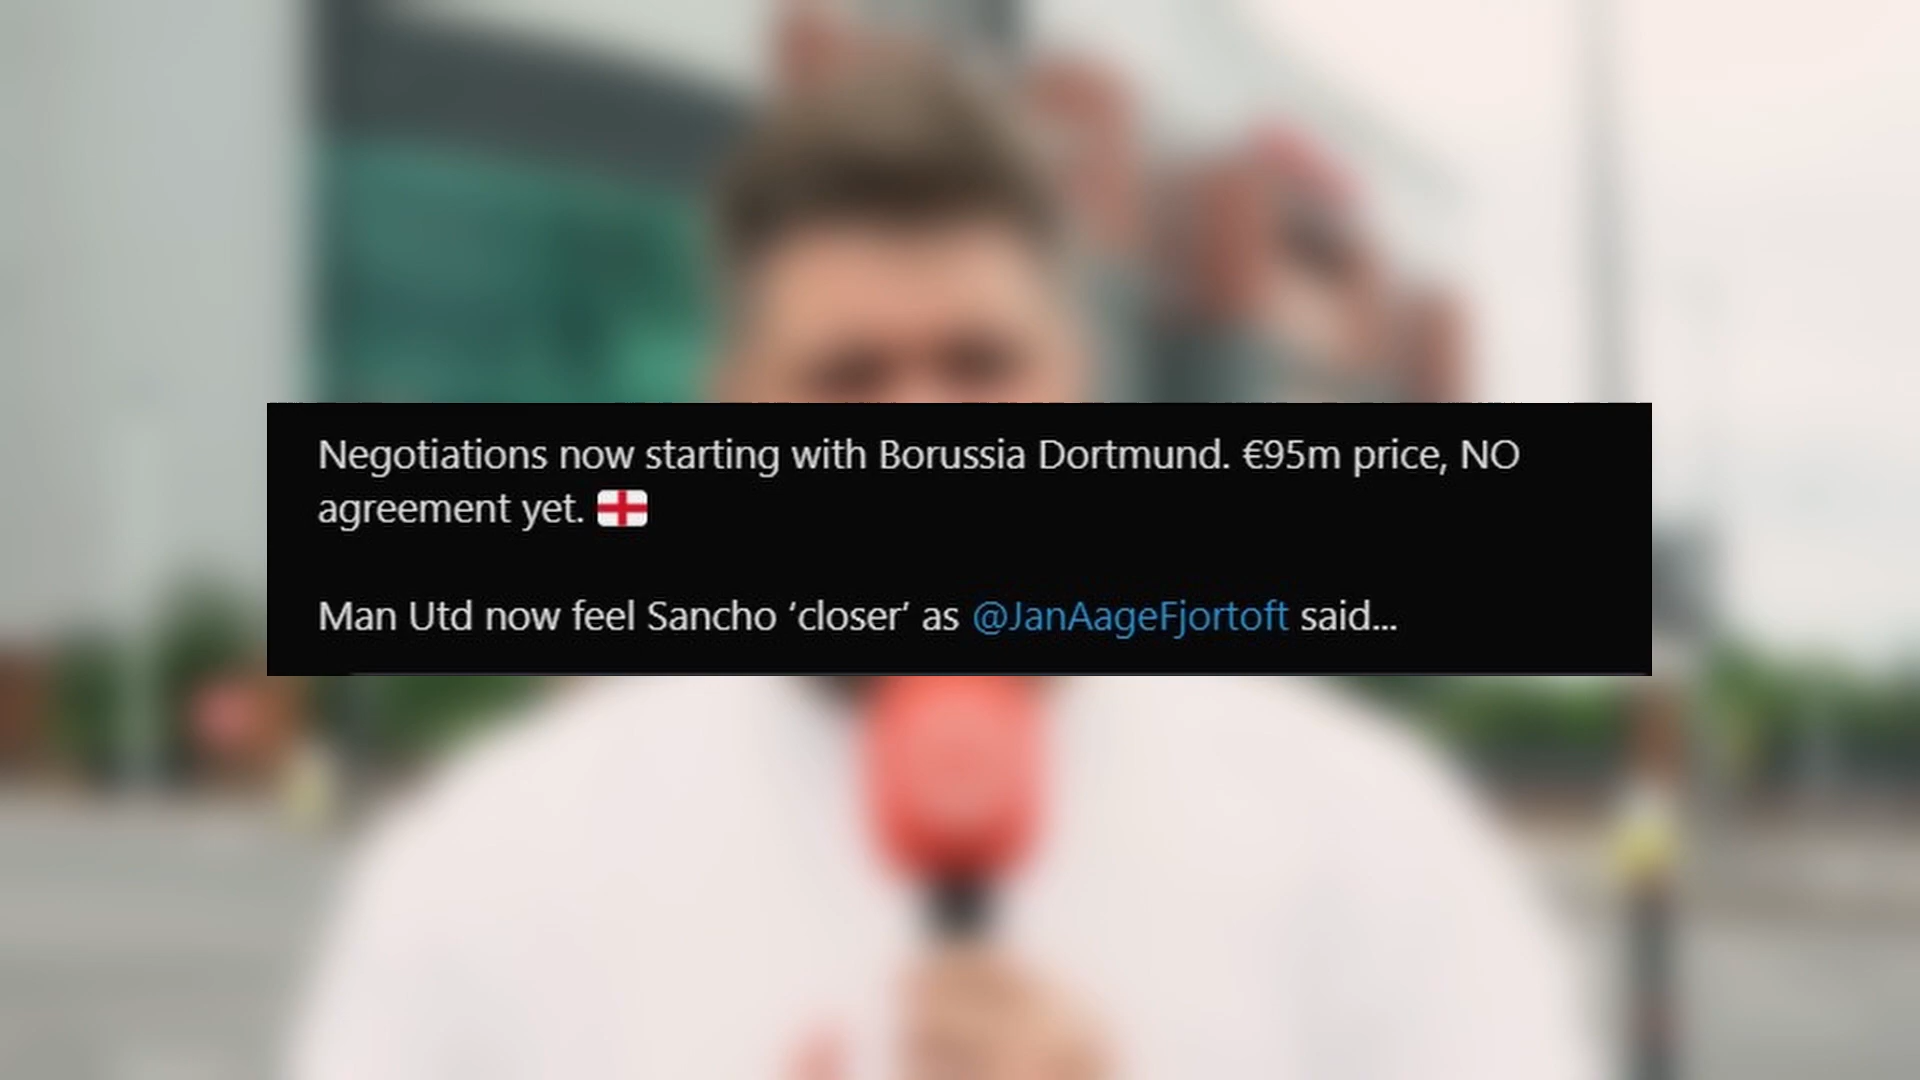 Negotiations now starting with Borussia Dortmund. €95m price, NO
agreement yet. 🏴󠁧󠁢󠁥󠁮󠁧󠁿
Man Utd now feel Sancho ‘closer’ as @JanAageFjortoft said...